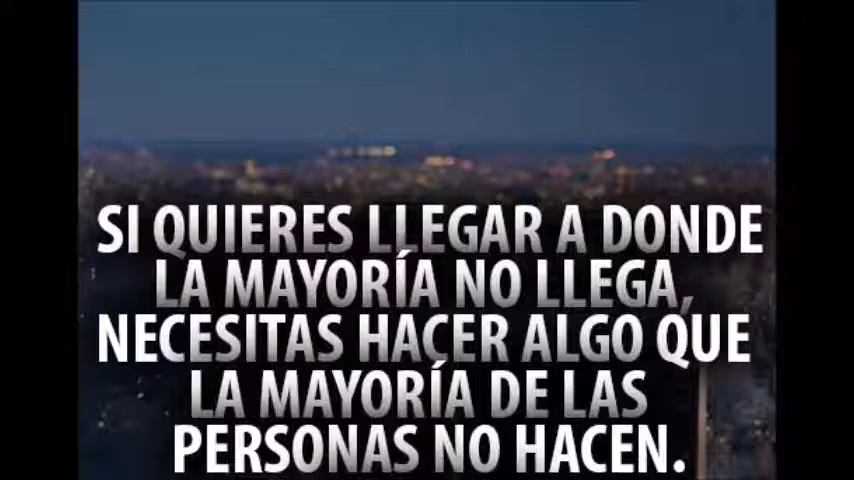 SI QUIERES LLEGAR A DONDE
LA MAYORÍA NO LLEGA,
NECESITAS HACER ALGO QUE
LA MAYORÍA DE LAS
PERSONAS NO HACEN.